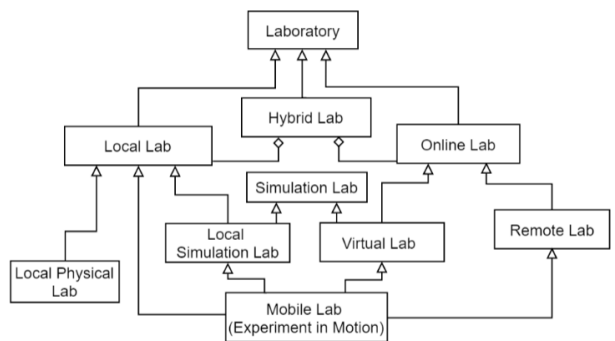 Laboratory
Hybrid Lab
Local Lab
Online Lab
Simulation Lab
Local
Simulation Lab
Virtual Lab
Remote Lab
Local Physical
Lab
Mobile Lab
(Experiment in Motion)